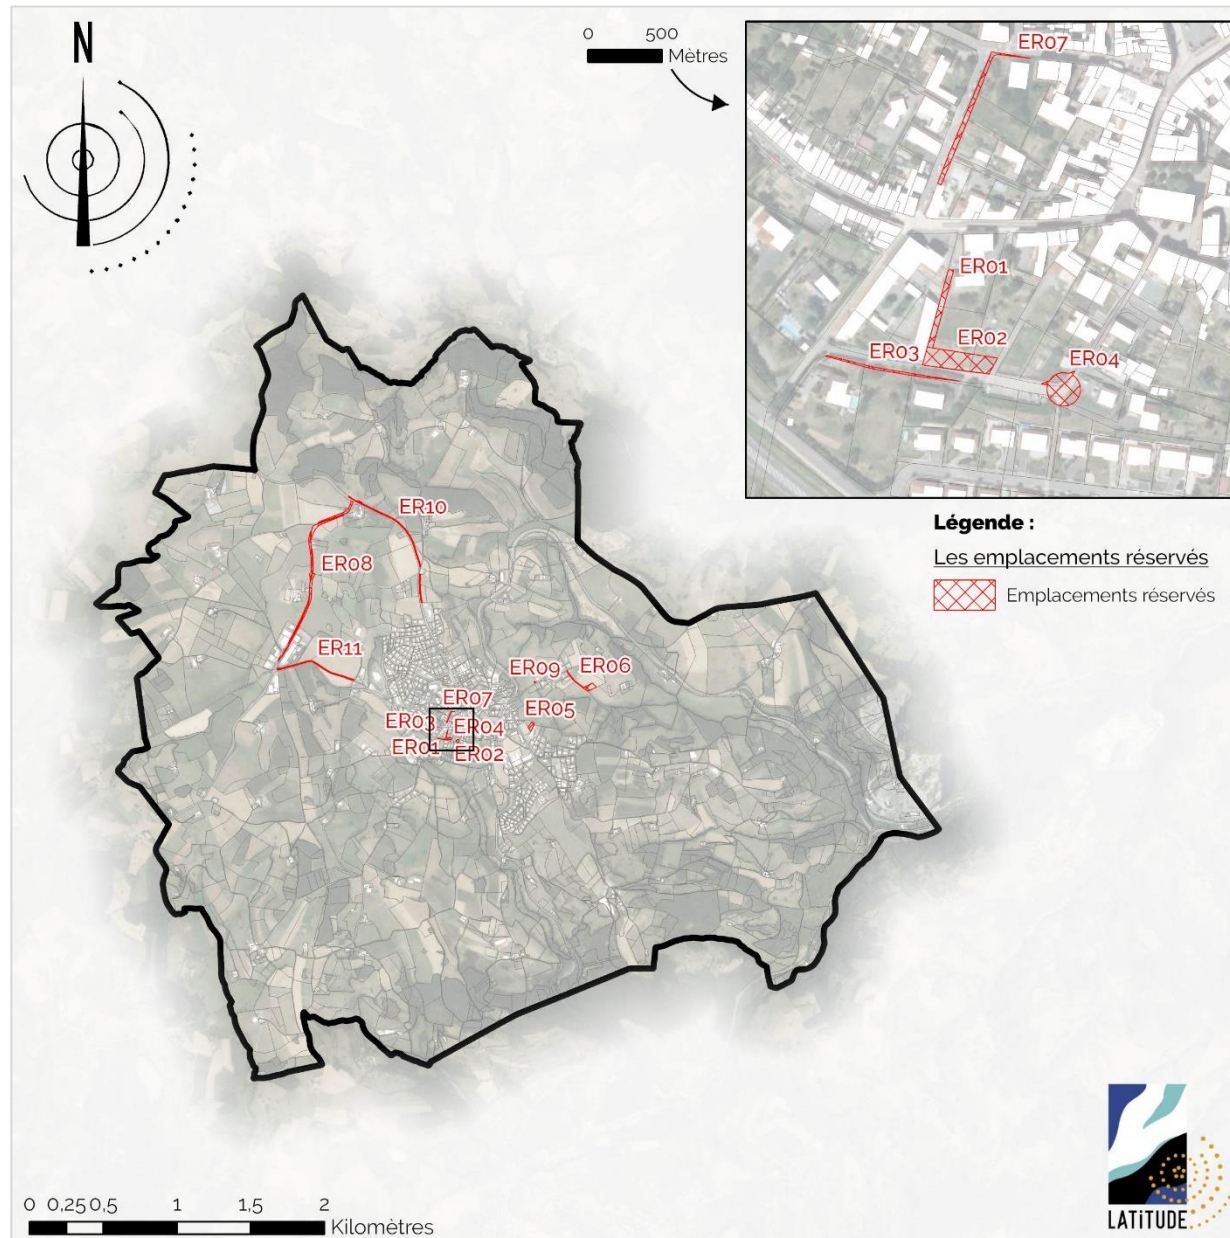 N
0 500
Mètres
ER07
ER01
ER02
ER03
ER04
Légende :
Les emplacements réservés
Emplacements réservés
ER10
ER08
ER11
ER09
ER06
ER07
ER05
ER03
ER04
ER01
ER02
0 0,25 0,5 1 1,5 2
Kilomètres
LATiTUDE